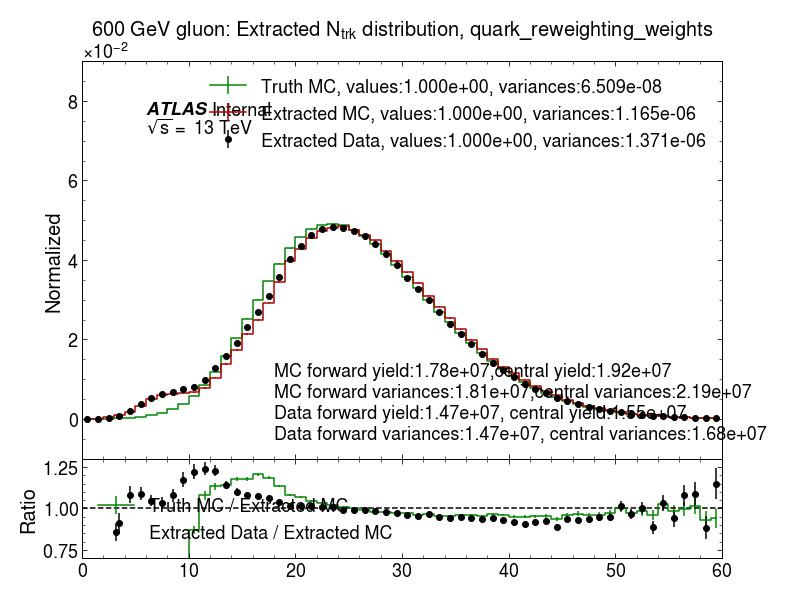 600 GeV gluon: Extracted Ntrk distribution, quark_reweighting_weights
×10−2
Truth MC, values:1.000e+00, variances:6.509e-08
ATLAS Internal
Extracted MC, values:1.000e+00, variances:1.165e-06
√s = 13 TeV
Extracted Data, values:1.000e+00, variances:1.371e-06
8
6
4
2
0
Normalized
MC forward yield:1.78e+07,central yield:1.92e+07
MC forward variances:1.81e+07,central variances:2.19e+07
Data forward yield:1.47e+07, central yield:1.55e+07
Data forward variances:1.47e+07, central variances:1.68e+07
1.25
1.00
0.75
Ratio
Truth MC / Extracted MC
Extracted Data / Extracted MC
0 10 20 30 40 50 60